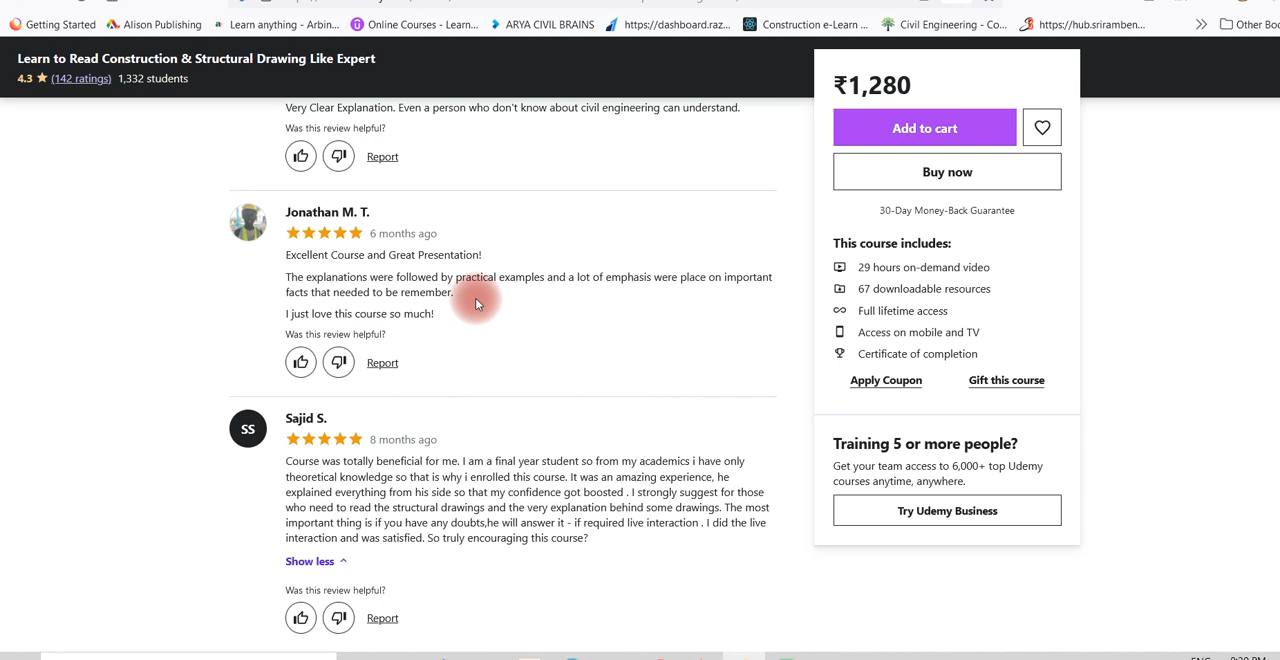 Getting Started
Alison Publishing
Learn anything - Arbin...
Online Courses - Learn...
ARYA CIVIL BRAINS
https://dashboard.raz...
Construction e-Learn ...
Civil Engineering - Co...
https://hub.sriramben...
Other Boo
Learn to Read Construction & Structural Drawing Like Expert
4.3 ★ (142 ratings) 1,332 students
Very Clear Explanation. Even a person who don't know about civil engineering can understand.
Was this review helpful?
Report
Jonathan M. T.
6 months ago
Excellent Course and Great Presentation!
The explanations were followed by practical examples and a lot of emphasis were place on important
facts that needed to be remember.
I just love this course so much!
Was this review helpful?
Report
SS
Sajid S.
8 months ago
Course was totally beneficial for me. I am a final year student so from my academics i have only
theoretical knowledge so that is why i enrolled this course. It was an amazing experience, he
explained everything from his side so that my confidence got boosted . I strongly suggest for those
who need to read the structural drawings and the very explanation behind some drawings. The most
important thing is if you have any doubts,he will answer it - if required live interaction . I did the live
interaction and was satisfied. So truly encouraging this course?
Show less
Was this review helpful?
Report
₹1,280
Add to cart
Buy now
30-Day Money-Back Guarantee
This course includes:
29 hours on-demand video
67 downloadable resources
Full lifetime access
Access on mobile and TV
Certificate of completion
Apply Coupon
Gift this course
Training 5 or more people?
Get your team access to 6,000+ top Udemy
courses anytime, anywhere.
Try Udemy Business